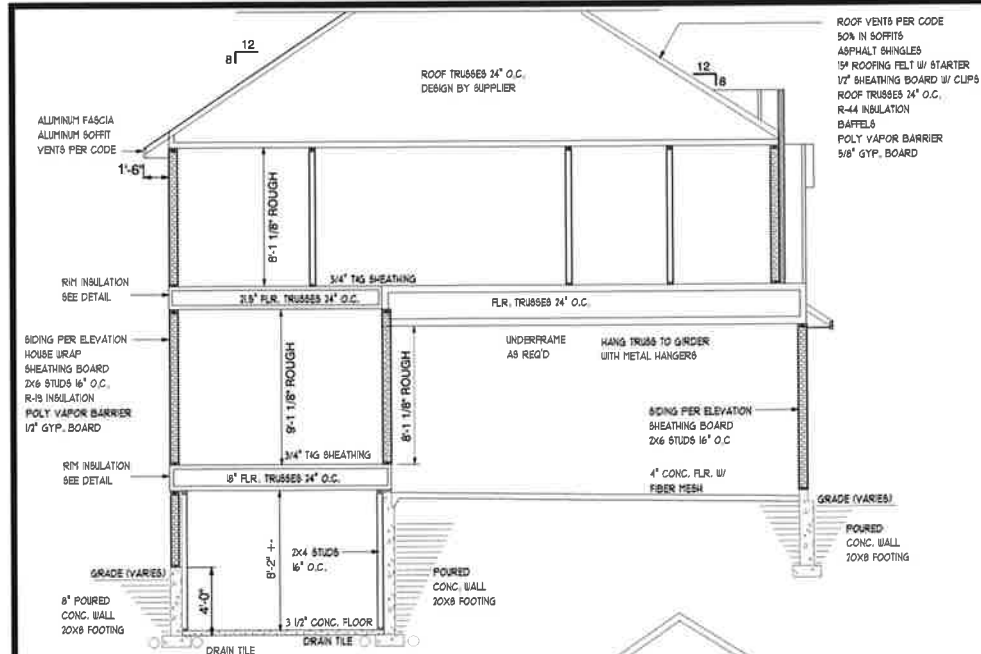 12
8
ROOF TRUSSES 24" O.C.
DESIGN BY SUPPLIER
12
8
ROOF VENTS PER CODE
50% IN SOFFITS
ASPHALT SHINGLES
15# ROOFING FELT W/ STARTER
1/2" SHEATHING BOARD W/ CLIPS
ROOF TRUSSES 24" O.C.
R-44 INSULATION
BAFFELS
POLY VAPOR BARRIER
5/8" GYP. BOARD
ALUMINUM FASCIA
ALUMINUM SOFFIT
VENTS PER CODE
1'-6"
8'-1 1/8" ROUGH
3/4" T&G SHEATHING
RIM INSULATION
SEE DETAIL
21.5" FLR. TRUSSES 24" O.C.
FLR. TRUSSES 24" O.C.
UNDERFRAME
AS REQ'D
HANG TRUSS TO GIRDER
WITH METAL HANGERS
SIDING PER ELEVATION
HOUSE WRAP
SHEATHING BOARD
2X6 STUDS 16" O.C.
R-19 INSULATION
POLY VAPOR BARRIER
1/2" GYP. BOARD
9'-1 1/8" ROUGH
8'-1 1/8" ROUGH
SIDING PER ELEVATION
SHEATHING BOARD
2X6 STUDS 16" O.C
3/4" T&G SHEATHING
RIM INSULATION
SEE DETAIL
18" FLR. TRUSSES 24" O.C.
4" CONC. FLR. W/
FIBER MESH
GRADE (VARIES)
POURED
CONC. WALL
20X8 FOOTING
8'-2" +-
2X4 STUDS
16" O.C.
GRADE (VARIES)
4'-0"
POURED
CONC. WALL
20X8 FOOTING
8" POURED
CONC. WALL
20X8 FOOTING
3 1/2" CONC. FLOOR
DRAIN TILE
DRAIN TILE